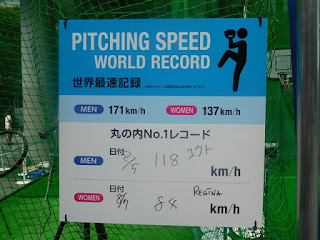 PITCHING SPEED
WORLD RECORD
世界最速記録
MEN 171km/h WOMEN 137km/h
丸の内No.1レコード
日付
MEN 2/5 118 ユウト km/h
日付
WOMEN 84 REGINA km/h